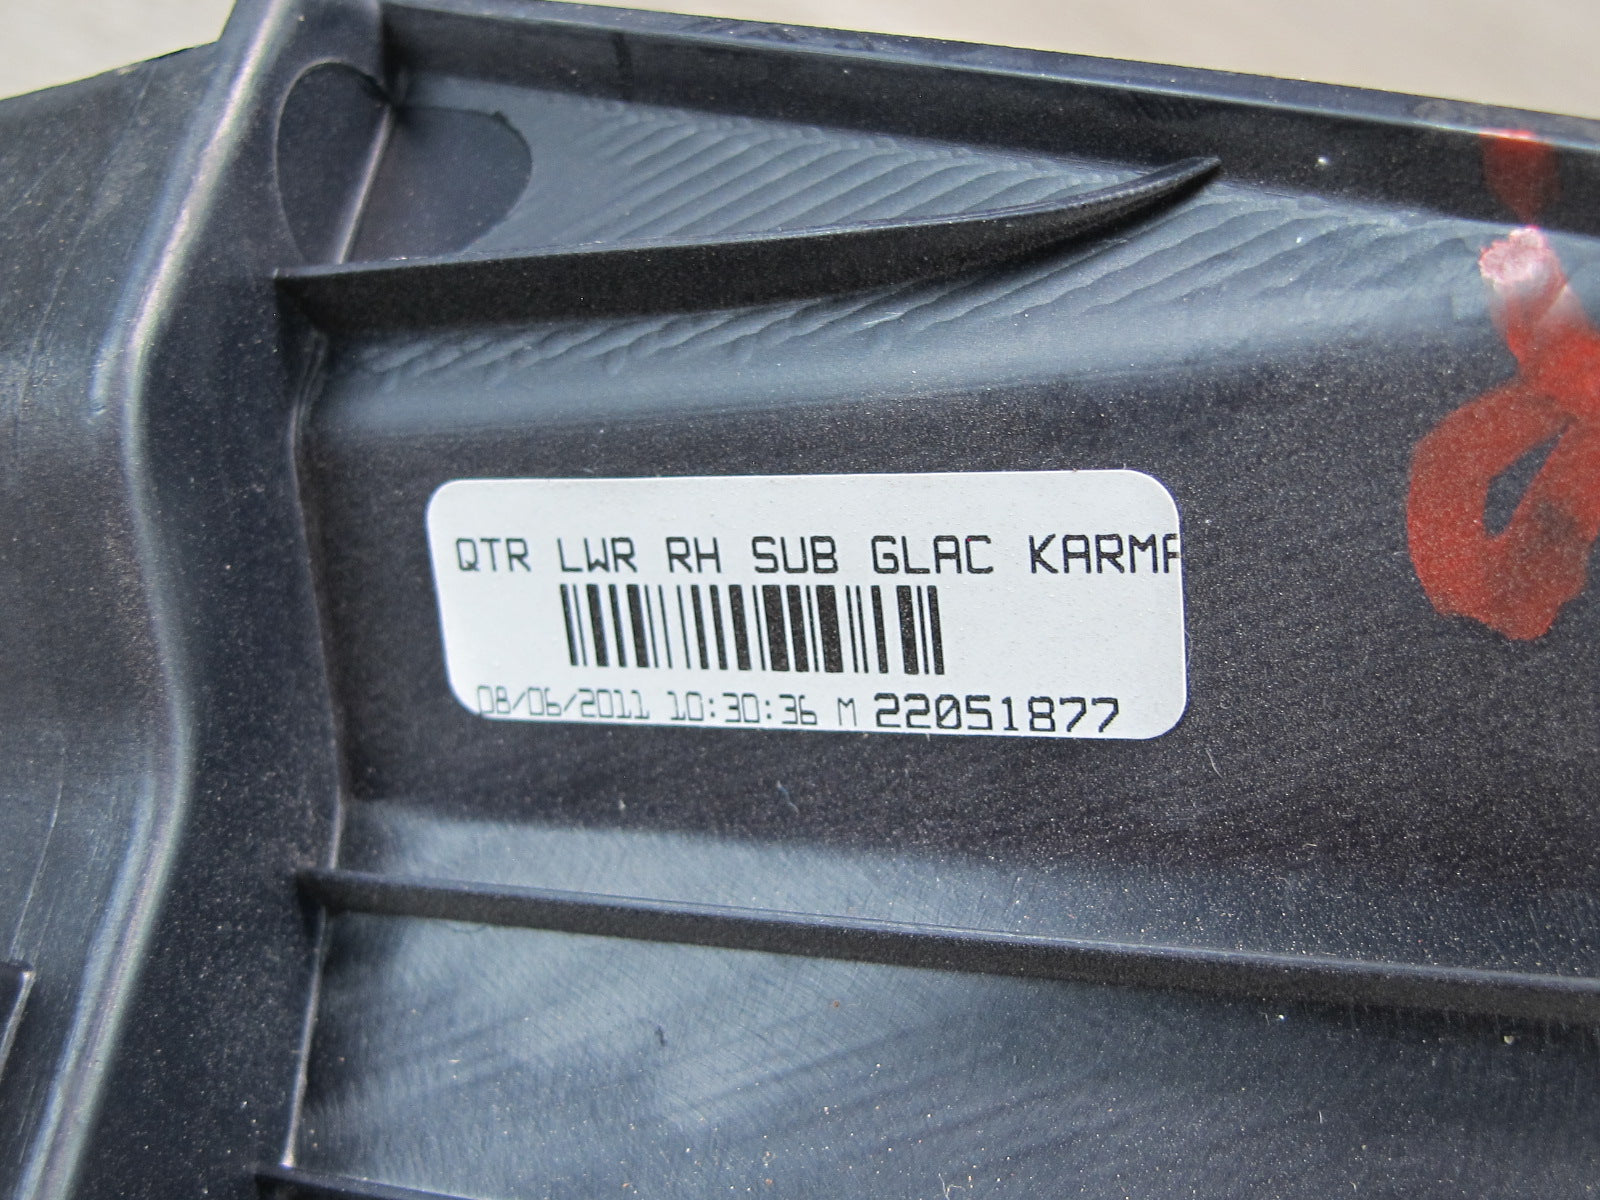 QTR LWR RH SUB GLAC KARMA
08/06/2011 10:30:36 M 22051877